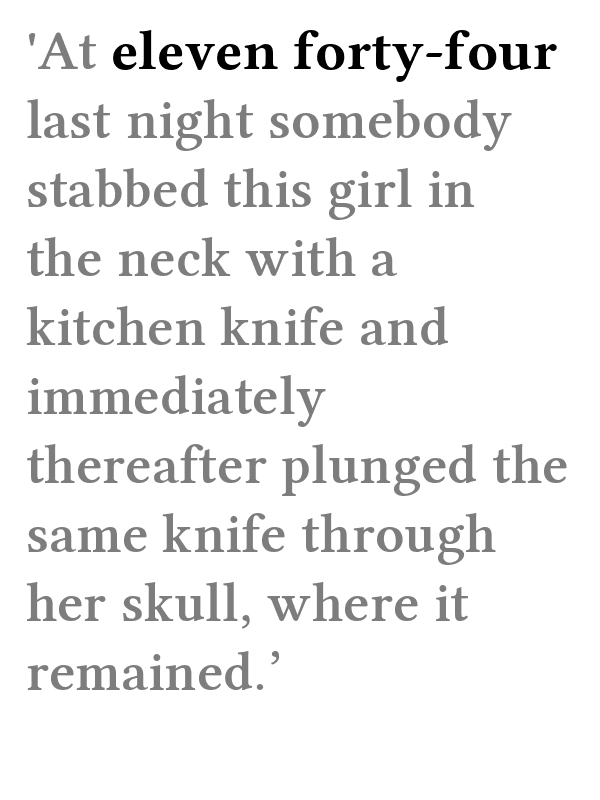 'At eleven forty-four
last night somebody
stabbed this girl in
the neck with a
kitchen knife and
immediately
thereafter plunged the
same knife through
her skull, where it
remained.’